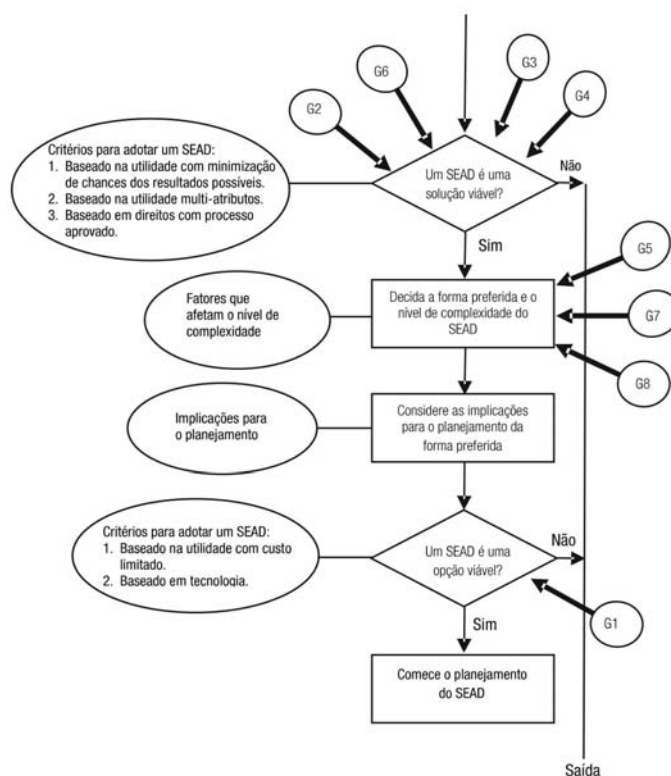 G6
G3
G2
G4
Critérios para adotar um SEAD:
1. Baseado na utilidade com minimização
de chances dos resultados possíveis.
2. Baseado na utilidade multi-atributos.
3. Baseado em direitos com processo
aprovado.
Um SEAD é uma
solução viável?
Não
Sim
G5
Fatores que
afetam o nível de
complexidade
Decida a forma preferida e o
nível de complexidade do
SEAD
G7
G8
Implicações para
o planejamento
Considere as implicações
para o planejamento da
forma preferida
Critérios para adotar um SEAD:
1. Baseado na utilidade com custo
limitado.
2. Baseado em tecnologia.
Um SEAD é uma
opção viável?
Não
G1
Sim
Comece o planejamento
do SEAD
Saída